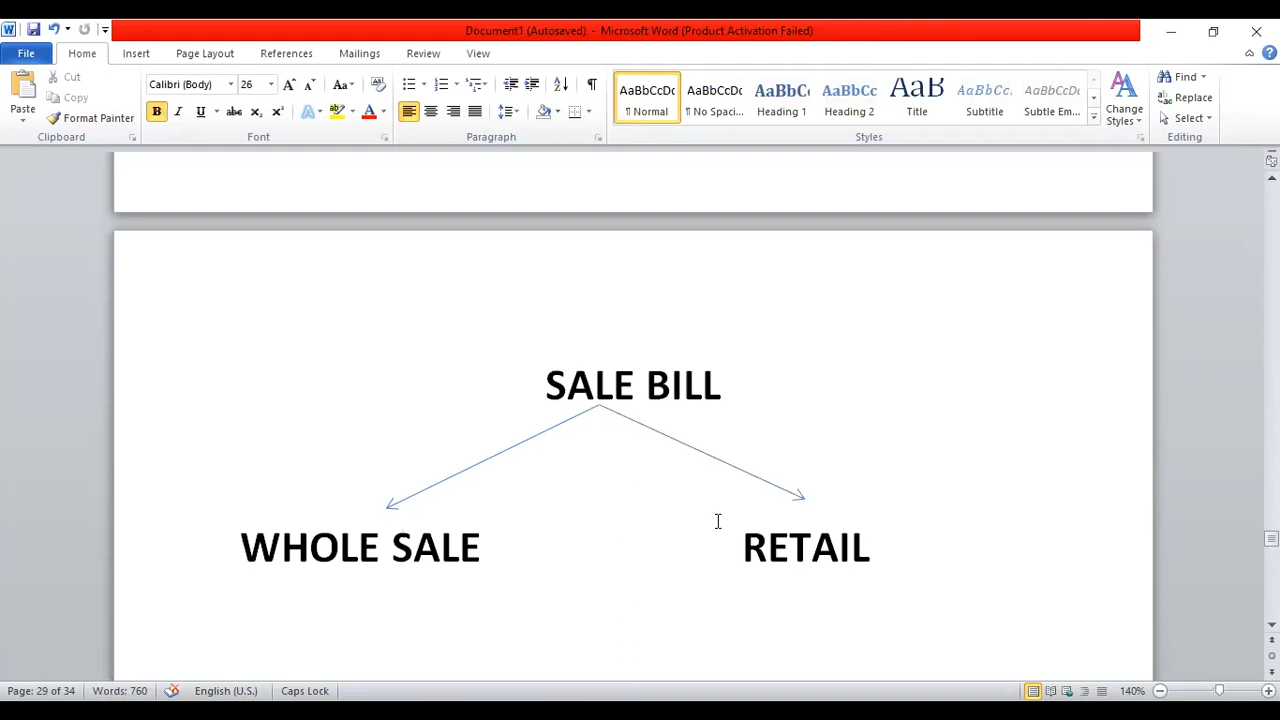 Document1 (Autosaved) - Microsoft Word (Product Activation Failed)
File Home Insert Page Layout References Mailings Review View
Paste
Cut
Copy
Format Painter
Clipboard
Calibri (Body) 26
Font
Paragraph
AaBbCcDc AaBbCcDc AaBbC AaBbCc AaB AaBbCc. AaBbCcDc
¶ Normal ¶ No Spaci... Heading 1 Heading 2 Title Subtitle Subtle Em...
Styles
Change Styles
Find
Replace
Select
Editing
SALE BILL
WHOLE SALE RETAIL
Page: 29 of 34 Words: 760 English (U.S.) Caps Lock 140%